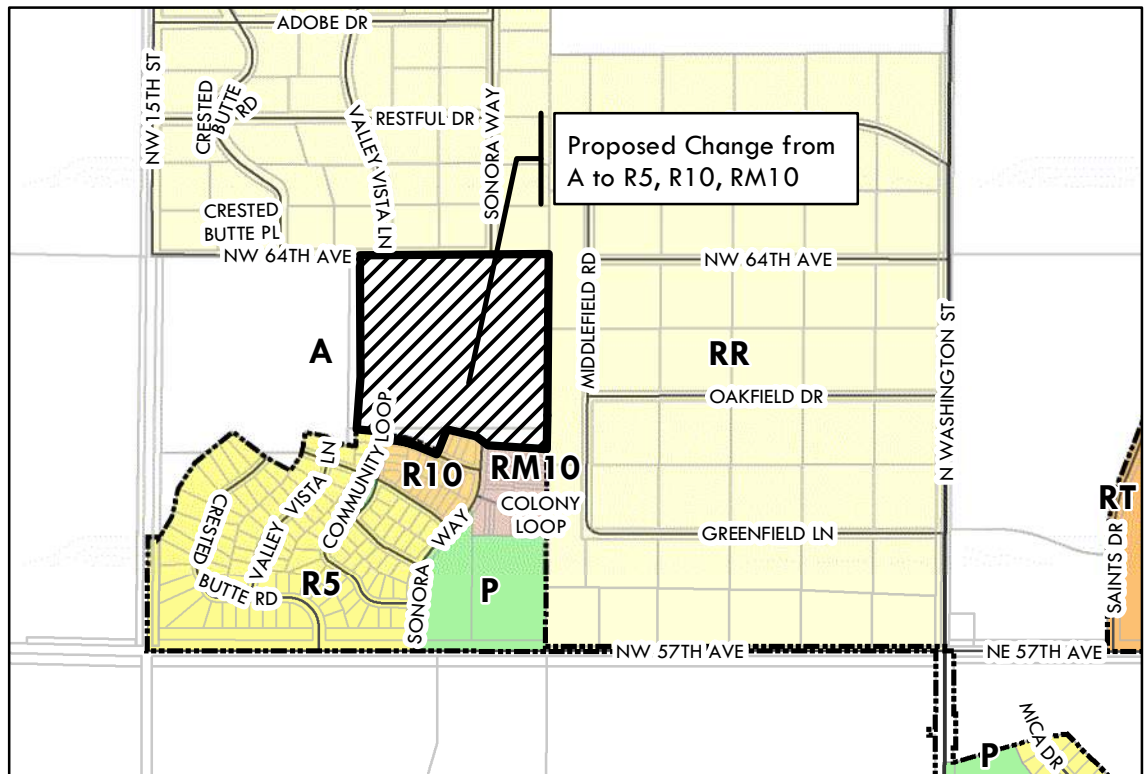 ADOBE DR
NW 15TH ST
CRESTED
BUTTE
RD
VALLEY VISTA LN
RESTFUL DR
SONORA WAY
Proposed Change from
A to R5, R10, RM10
CRESTED
BUTTE PL
NW 64TH AVE
NW 64TH AVE
MIDDLEFIELD RD
N WASHINGTON ST
A
RR
OAKFIELD DR
R10
RM10
COLONY
LOOP
VALLEY VISTA LN
COMMUNITY LOOP
CRESTED
BUTTE RD
R5
SONORA
WAY
P
GREENFIELD LN
RT
SAINTS DR
NW 57TH AVE
NE 57TH AVE
P
MICA DR